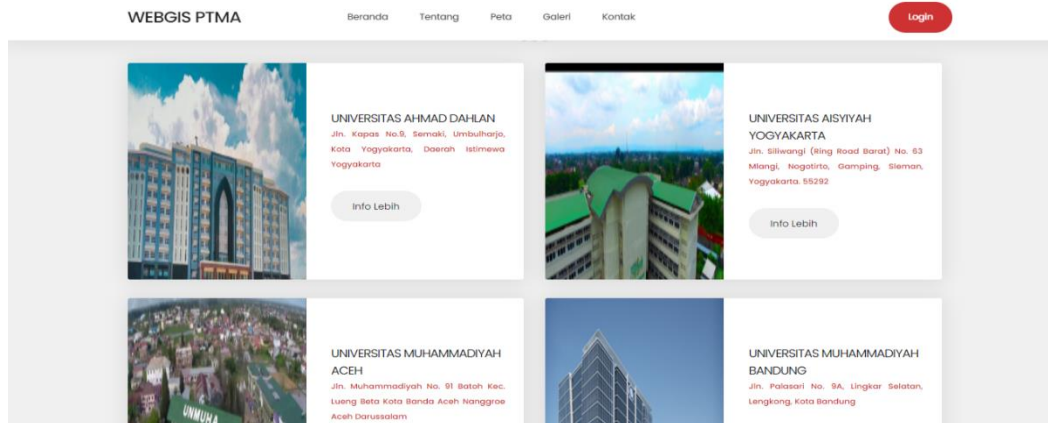 WEBGIS PTMA
Beranda Tentang Peta Galeri Kontak
Login
UNIVERSITAS AHMAD DAHLAN
Jln. Kapas No.9, Semaki, Umbulharjo,
Kota Yogyakarta, Daerah Istimewa
Yogyakarta
Info Lebih
UNIVERSITAS AISYIYAH
YOGYAKARTA
Jln. Siliwangi (Ring Road Barat) No. 63
Mlangi, Nogotirto, Gamping, Sleman,
Yogyakarta. 55292
Info Lebih
UNMUHA
UNIVERSITAS MUHAMMADIYAH
ACEH
Jln. Muhammadiyah No. 91 Batoh Kec.
Lueng Beta Kota Banda Aceh Nanggroe
Aceh Darussalam
UNIVERSITAS MUHAMMADIYAH
BANDUNG
Jln. Palasari No. 9A, Lingkar Selatan,
Lengkong, Kota Bandung